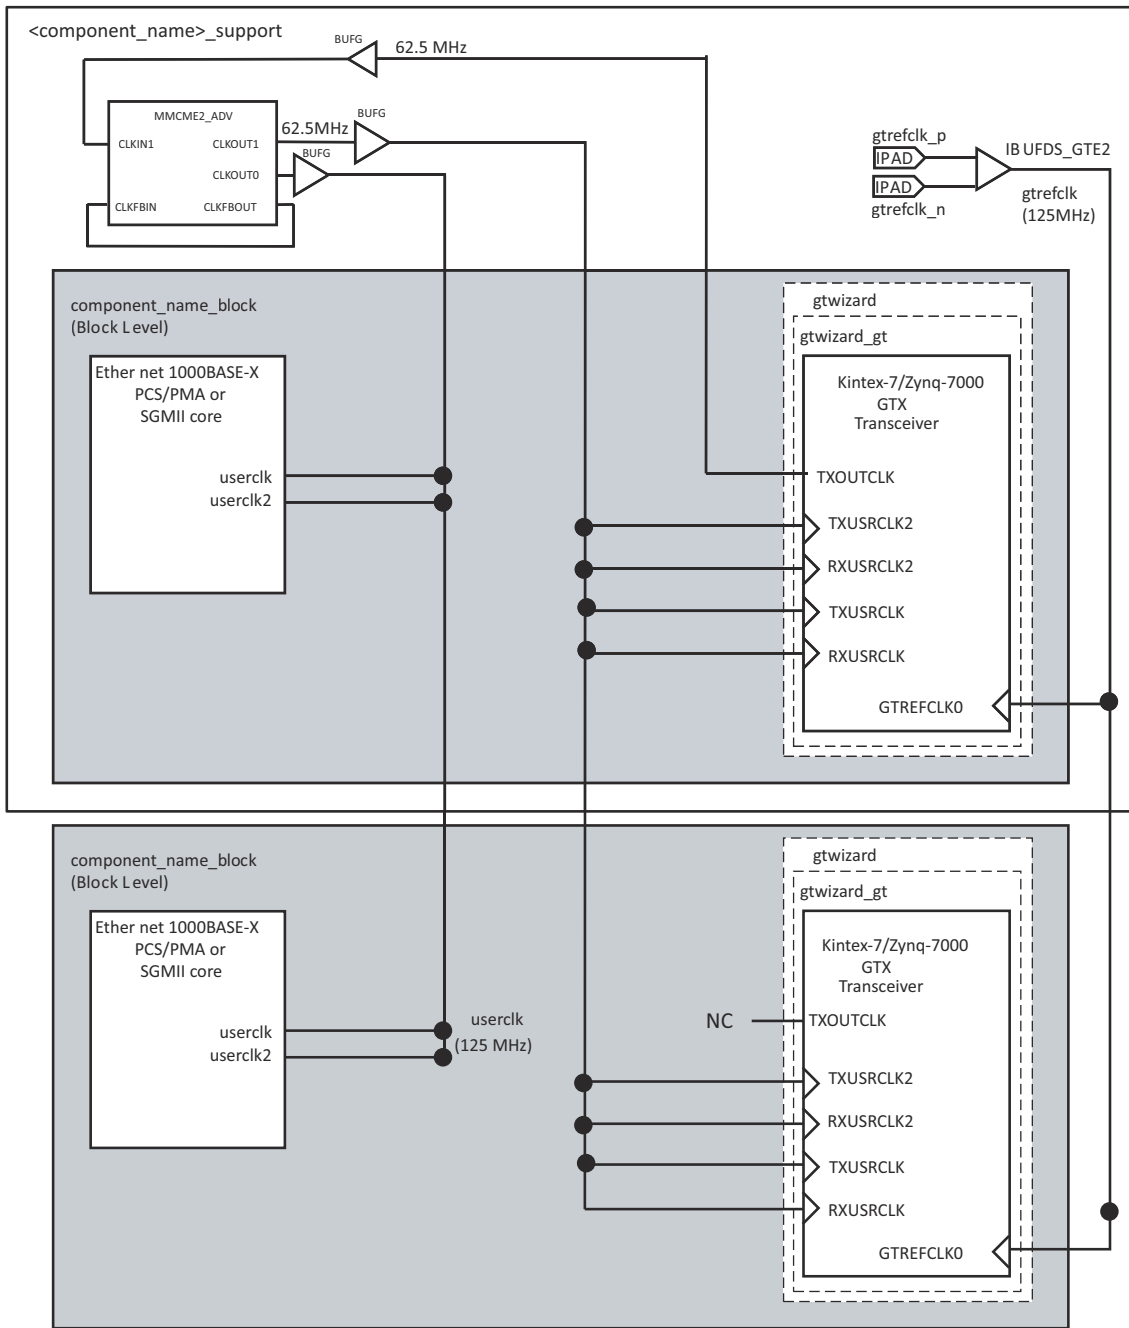 <component_name>_support
BUFG
62.5 MHz
MMCME2_ADV
CLKIN1
CLKOUT1
CLKOUT0
CLKFBIN
CLKFBOUT
62.5MHz
BUFG
BUFG
gtrefclk_p
IPAD
IPAD
gtrefclk_n
IBUFDS_GTE2
gtrefclk
(125MHz)
component_name_block
(Block Level)
Ether net 1000BASE-X
PCS/PMA or
SGMII core
userclk
userclk2
gtwizard
gtwizard_gt
Kintex-7/Zynq-7000
GTX
Transceiver
TXOUTCLK
TXUSRCLK2
RXUSRCLK2
TXUSRCLK
RXUSRCLK
GTREFCLK0
component_name_block
(Block Level)
Ether net 1000BASE-X
PCS/PMA or
SGMII core
userclk
userclk2
userclk
(125 MHz)
gtwizard
gtwizard_gt
Kintex-7/Zynq-7000
GTX
Transceiver
NC
TXOUTCLK
TXUSRCLK2
RXUSRCLK2
TXUSRCLK
RXUSRCLK
GTREFCLK0